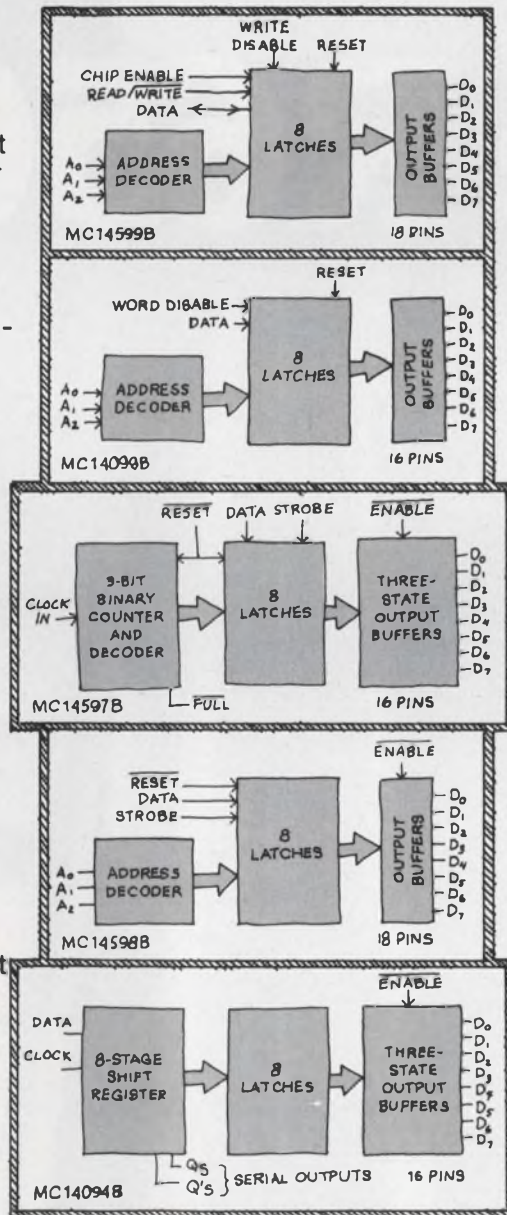 WRITE
DISABLE RESET
CHIP ENABLE
READ/WRITE
DATA
8
LATCHES
OUTPUT
BUFFERS
D0
D1
D2
D3
D4
D5
D6
D7
A0
A1
A2
ADDRESS
DECODER
MC14599B
18 PINS
RESET
WORD DISABLE
DATA
8
LATCHES
OUTPUT
BUFFERS
D0
D1
D2
D3
D4
D5
D6
D7
A0
A1
A2
ADDRESS
DECODER
MC14099B
16 PINS
RESET DATA STROBE
ENABLE
CLOCK
IN
3-BIT
BINARY
COUNTER
AND
DECODER
8
LATCHES
THREE-
STATE
OUTPUT
BUFFERS
D0
D1
D2
D3
D4
D5
D6
D7
FULL
MC14597B
16 PINS
ENABLE
RESET
DATA
STROBE
8
LATCHES
OUTPUT
BUFFERS
D0
D1
D2
D3
D4
D5
D6
D7
A0
A1
A2
ADDRESS
DECODER
MC14598B
18 PINS
ENABLE
DATA
CLOCK
8-STAGE
SHIFT
REGISTER
8
LATCHES
THREE-
STATE
OUTPUT
BUFFERS
D0
D1
D2
D3
D4
D5
D6
D7
QS
Q'S
SERIAL OUTPUTS
16 PINS
MC14094B